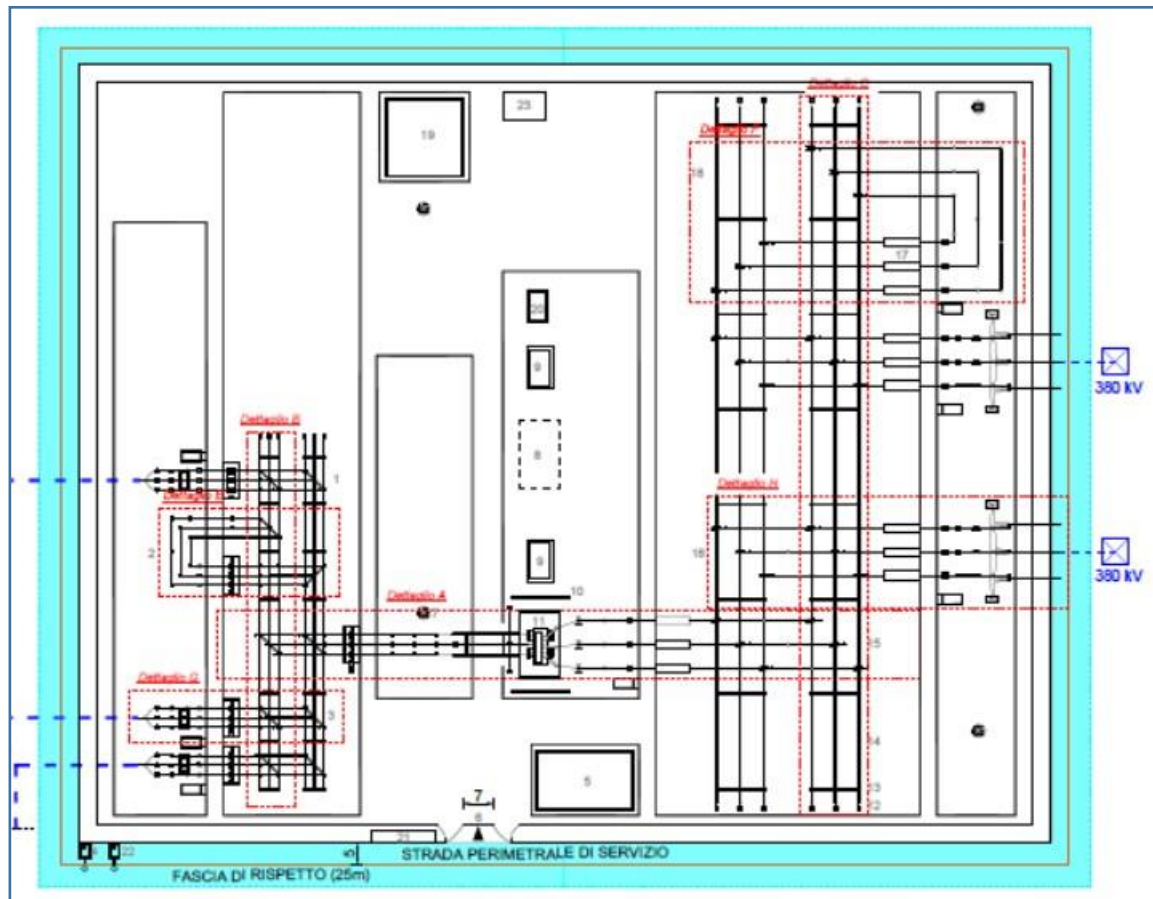 Dettaglio C
23
19
Dettaglio F
18
17
20
9
380 kV
Dettaglio B
8
1
Dettaglio H
2
18
9
380 kV
10
Dettaglio A
11
15
Dettaglio G
3
14
5
13
12
7
6
21
5
22
STRADA PERIMETRALE DI SERVIZIO
FASCIA DI RISPETTO (25m)